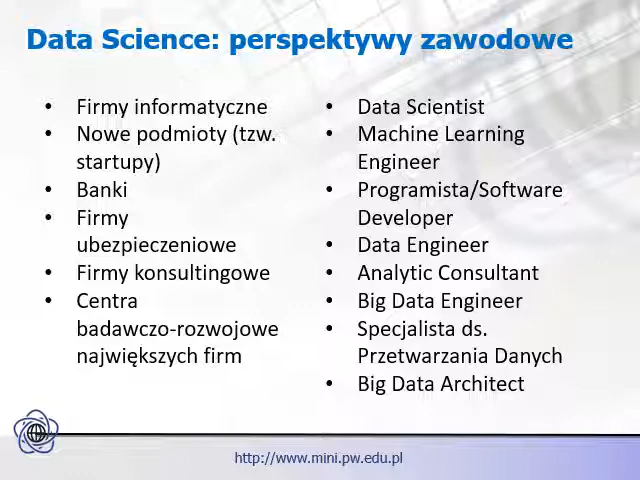 Data Science: perspektywy zawodowe
• Firmy informatyczne
• Nowe podmioty (tzw.
startupy)
• Banki
• Firmy
ubezpieczeniowe
• Firmy konsultingowe
• Centra
badawczo-rozwojowe
największych firm
• Data Scientist
• Machine Learning
Engineer
• Programista/Software
Developer
• Data Engineer
• Analytic Consultant
• Big Data Engineer
• Specjalista ds.
Przetwarzania Danych
• Big Data Architect
http://www.mini.pw.edu.pl